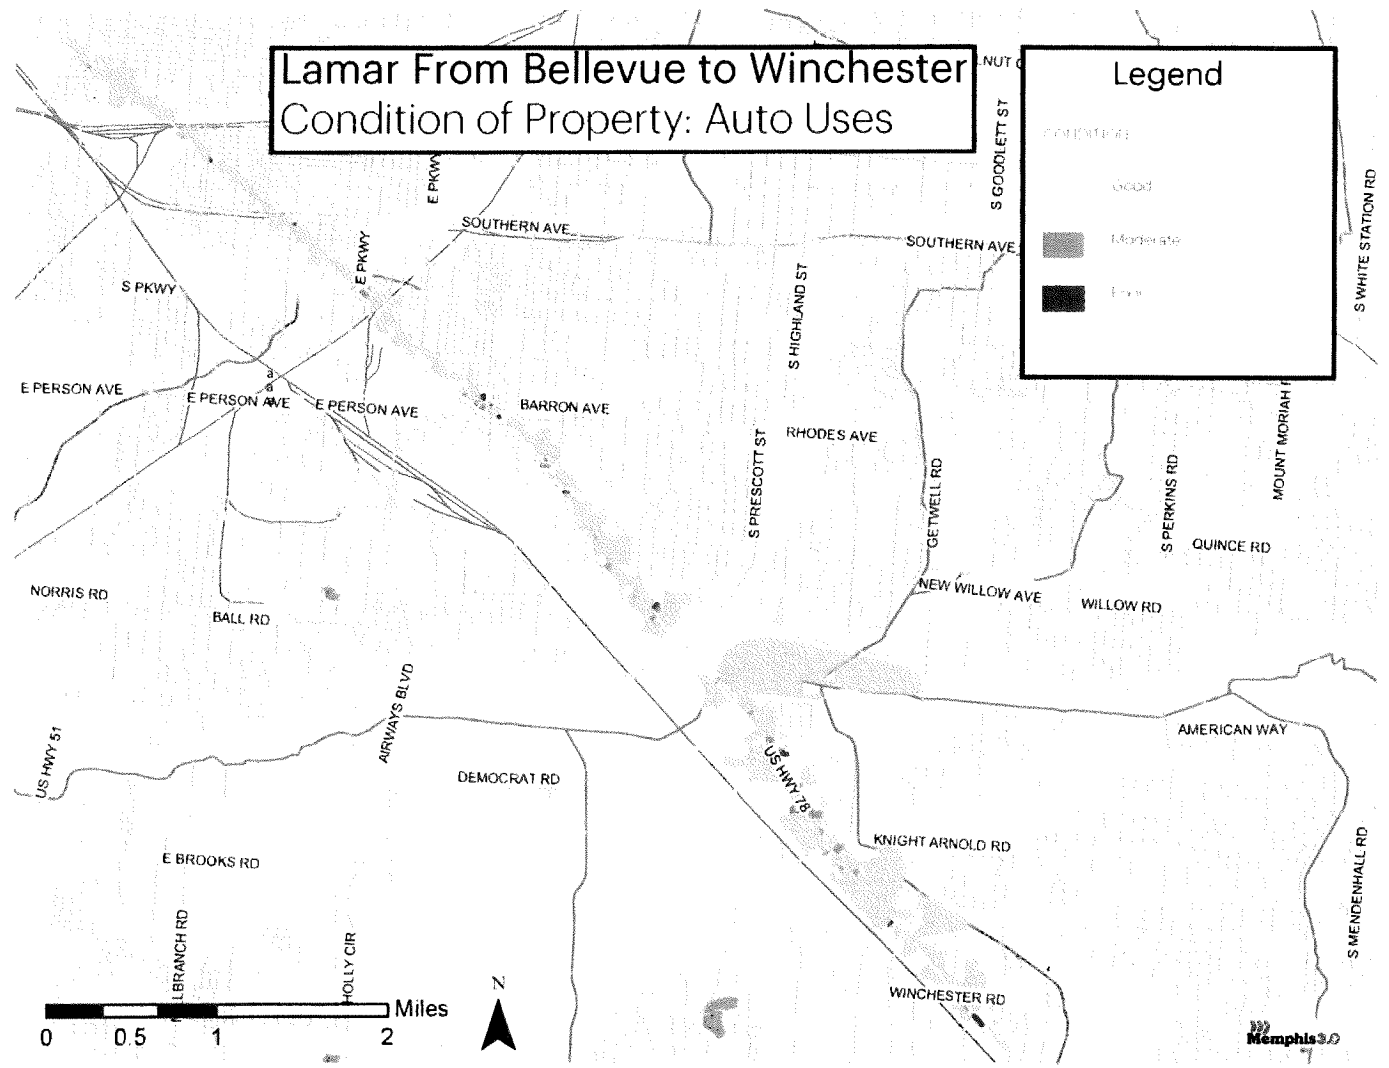 Lamar From Bellevue to Winchester
Condition of Property: Auto Uses
Legend
condition
Good
Moderate
Poor
S GOODLETT ST
E PKWY
S WHITE STATION RD
SOUTHERN AVE
SOUTHERN AVE
E PKWY
S PKWY
S HIGHLAND ST
E PERSON AVE
E PERSON AVE
E PERSON AVE
a
a
BARRON AVE
RHODES AVE
S PRESCOTT ST
GETWELL RD
S PERKINS RD
MOUNT MORIAH
QUINCE RD
NORRIS RD
BALL RD
NEW WILLOW AVE
WILLOW RD
AIRWAYS BLVD
US HWY 51
AMERICAN WAY
DEMOCRAT RD
US HWY 78
KNIGHT ARNOLD RD
E BROOKS RD
S MENDENHALL RD
LBRANCH RD
HOLLY CIR
WINCHESTER RD
N
Miles
0 0.5 1 2
Memphis3.0